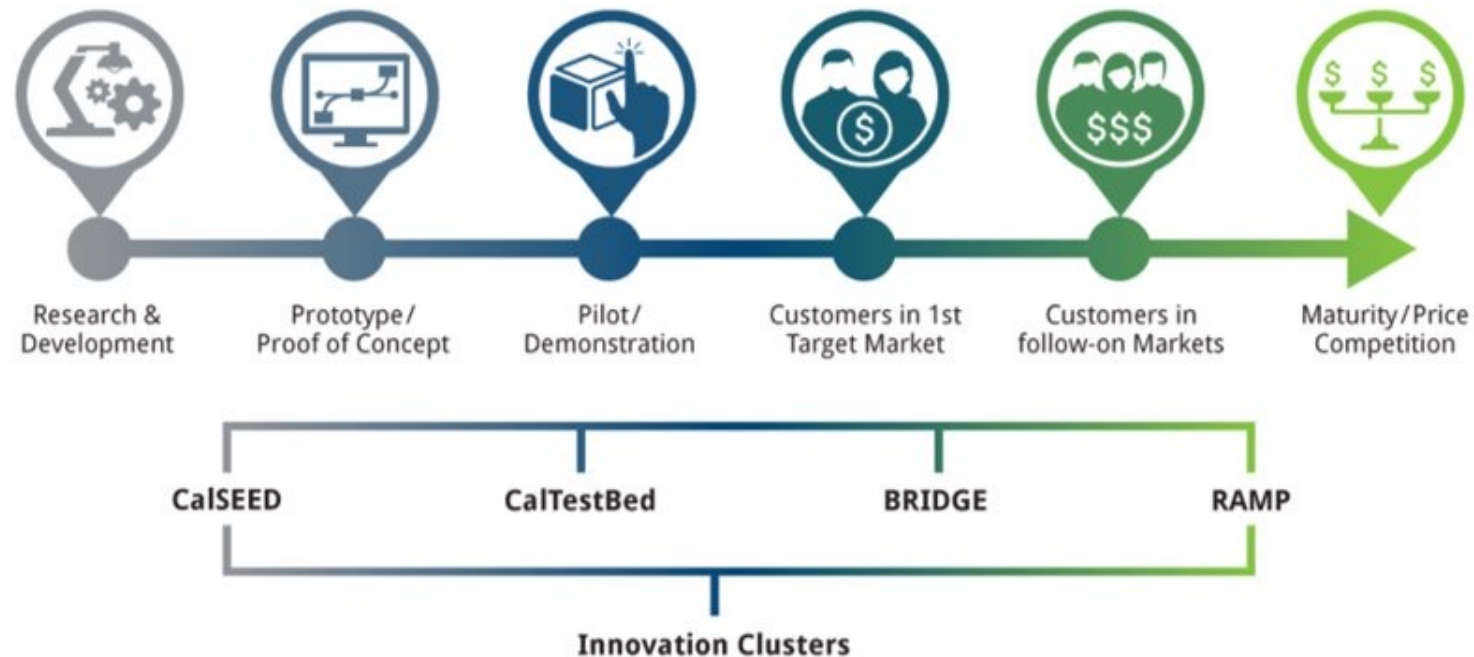 $
$$$
$ $ $
Research &
Development
Prototype/
Proof of Concept
Pilot/
Demonstration
Customers in 1st
Target Market
Customers in
follow-on Markets
Maturity/Price
Competition
CalSEED
CalTestBed
BRIDGE
RAMP
Innovation Clusters